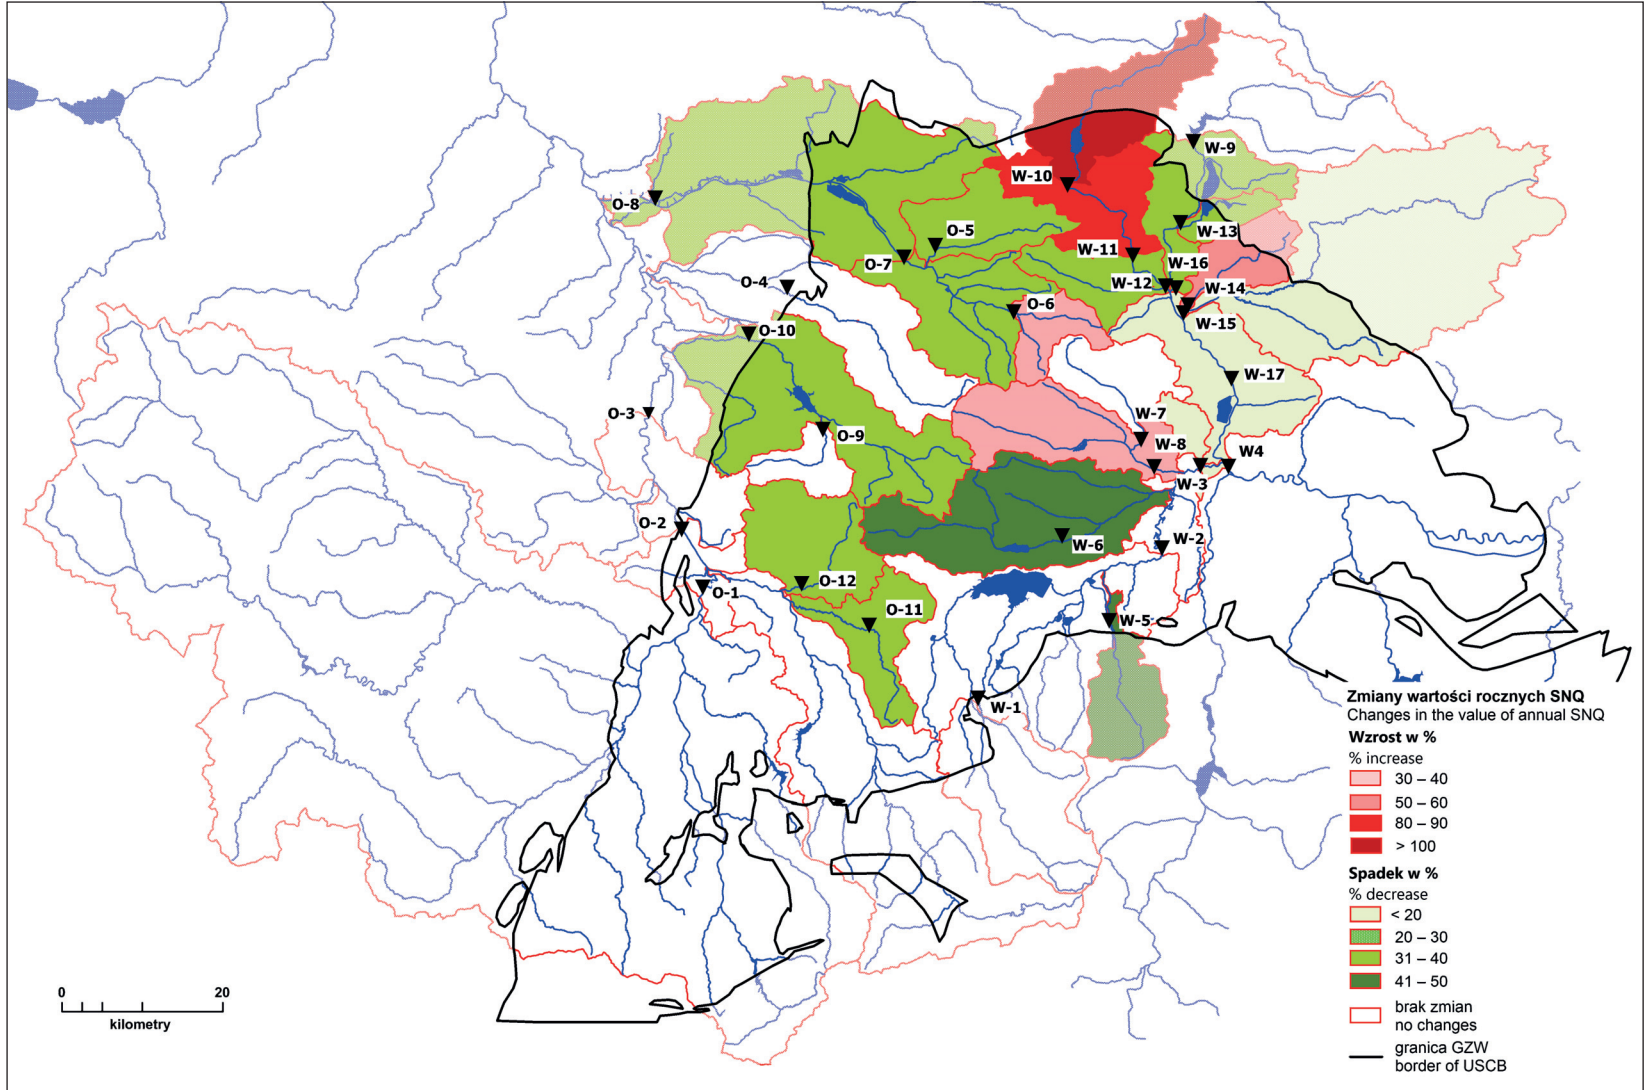 W-9
W-10
O-8
W-13
O-5
W-11
O-7
W-16
O-4
W-12
W-14
O-6
W-15
O-10
W-17
O-3
W-7
O-9
W-8
W4
W-3
O-2
W-2
W-6
O-12
O-1
O-11
W-5
W-1
Zmiany wartości rocznych SNQ
Changes in the value of annual SNQ
Wzrost w %
% increase
30 – 40
50 – 60
80 – 90
> 100
Spadek w %
% decrease
< 20
20 – 30
31 – 40
41 – 50
brak zmian
no changes
granica GZW
border of USCB
0 20
kilometry